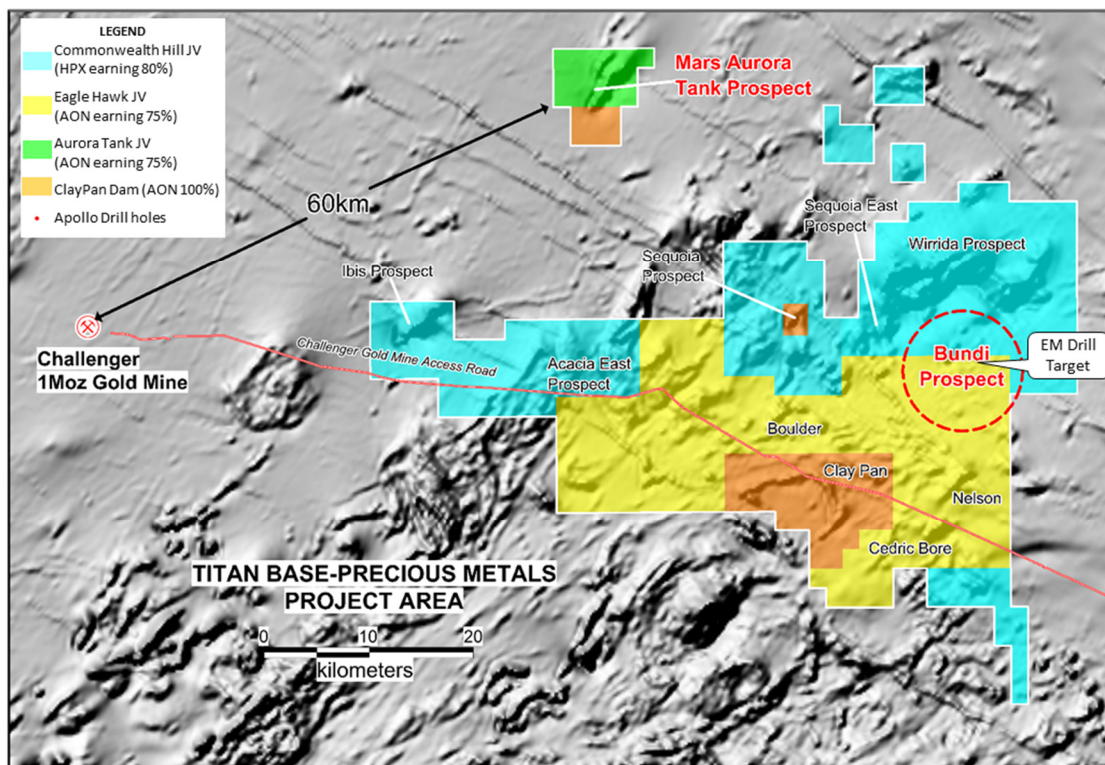 LEGEND
Commonwealth Hill JV
(HPX earning 80%)
Eagle Hawk JV
(AON earning 75%)
Aurora Tank JV
(AON earning 75%)
ClayPan Dam (AON 100%)
Apollo Drill holes
Mars Aurora
Tank Prospect
60km
Sequoia East
Prospect
Wirrida Prospect
Sequoia
Prospect
Ibis Prospect
Challenger
1Moz Gold Mine
Challenger Gold Mine Access Road
Acacia East
Prospect
Bundi
Prospect
EM Drill
Target
Boulder
Clay Pan
Nelson
Cedric Bore
TITAN BASE-PRECIOUS METALS
PROJECT AREA
0 10 20
kilometers